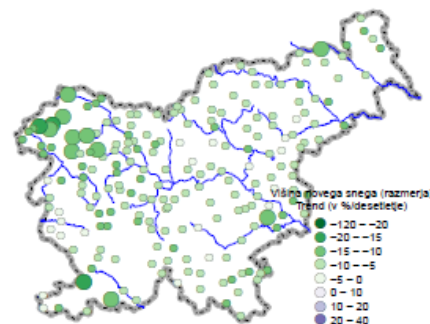 Višina novega snega (razmerja)
Trend (v %/desetletje)
−120 – −20
−20 – −15
−15 – −10
−10 – −5
−5 – 0
0 – 10
10 – 20
20 – 40